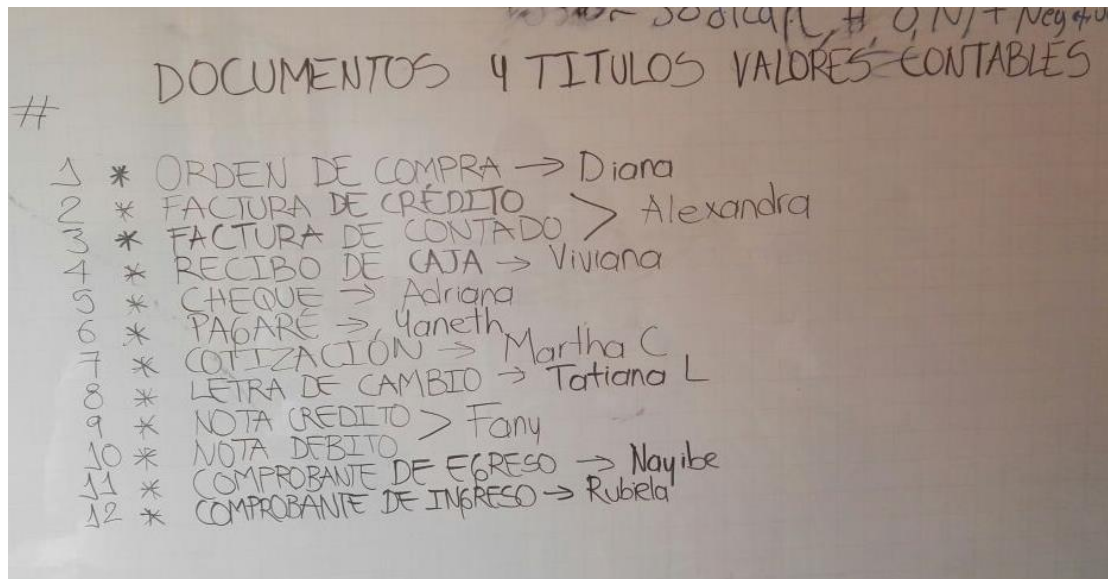 DOCUMENTOS Y TITULOS VALORES CONTABLES
#
1 * ORDEN DE COMPRA → Diana
2 * FACTURA DE CRÉDITO
3 * FACTURA DE CONTADO > Alexandra
4 * RECIBO DE CAJA → Viviana
5 * CHEQUE → Adriana
6 * PAGARÉ → Yaneth
7 * COTIZACIÓN → Martha C
8 * LETRA DE CAMBIO → Tatiana L
9 * NOTA CREDITO > Fany
10 * NOTA DEBITO
11 * COMPROBANTE DE EGRESO → Nayibe
12 * COMPROBANTE DE INGRESO → Rubiela